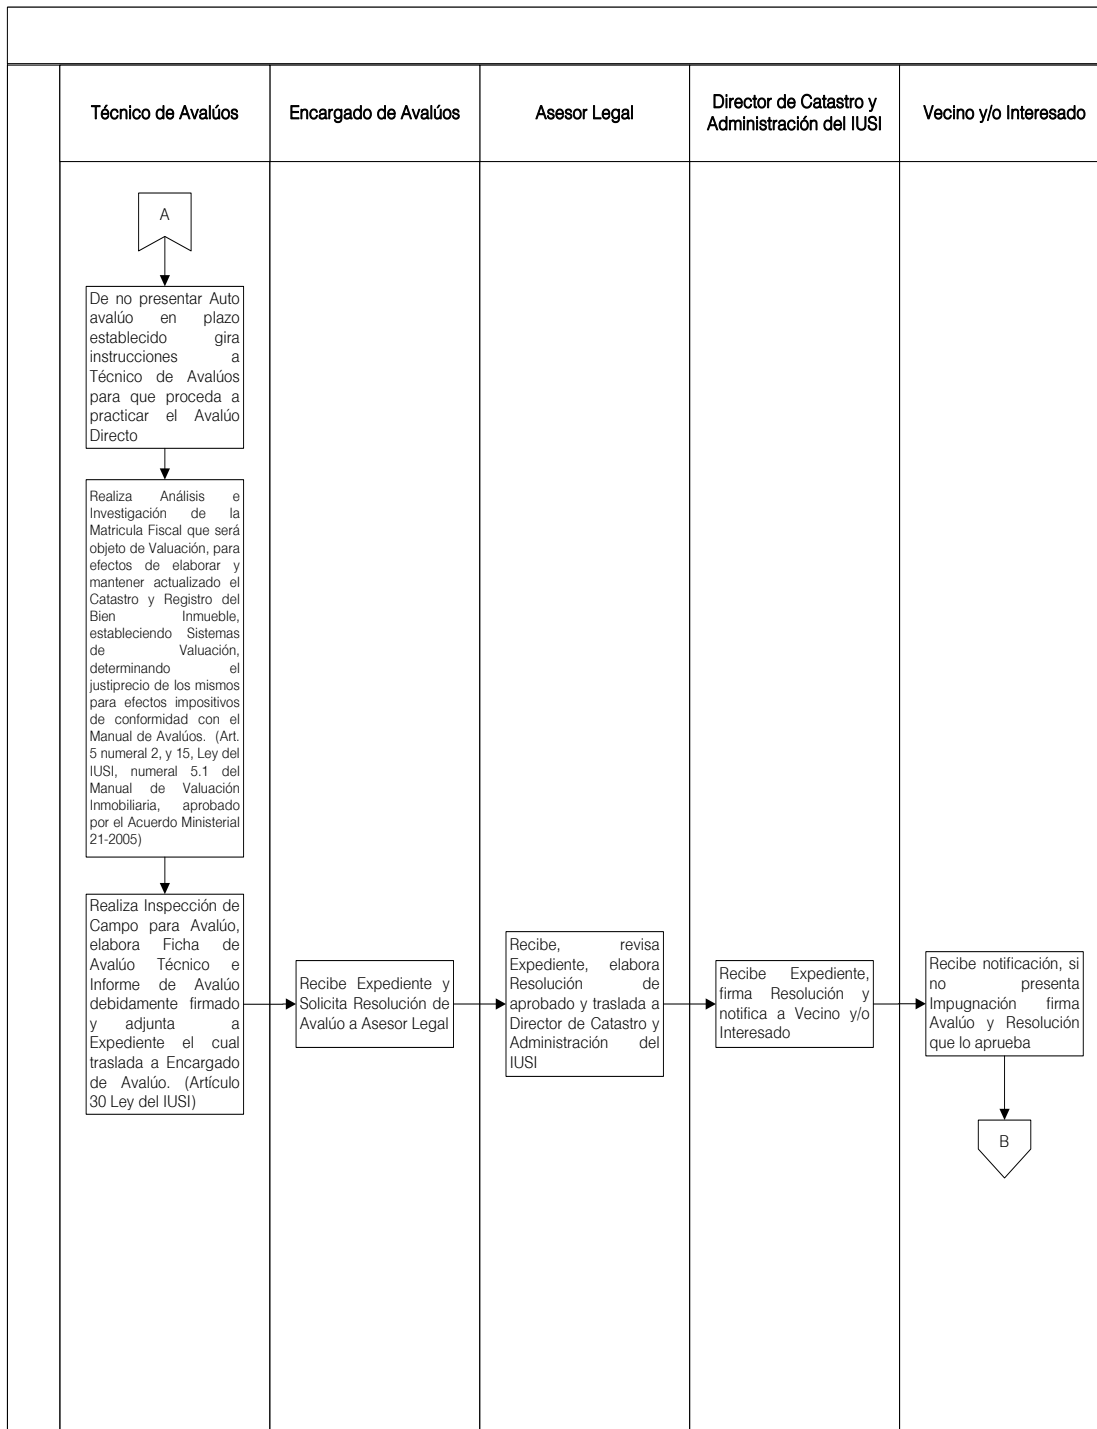 Técnico de Avalúos
Encargado de Avalúos
Asesor Legal
Director de Catastro y
Administración del IUSI
Vecino y/o Interesado
A
De no presentar Auto
avalúo en plazo
establecido gira
instrucciones a
Técnico de Avalúos
para que proceda a
practicar el Avalúo
Directo
Realiza Análisis e
Investigación de la
Matricula Fiscal que será
objeto de Valuación, para
efectos de elaborar y
mantener actualizado el
Catastro y Registro del
Bien Inmueble,
estableciendo Sistemas
de Valuación,
determinando el
justiprecio de los mismos
para efectos impositivos
de conformidad con el
Manual de Avalúos. (Art.
5 numeral 2, y 15, Ley del
IUSI, numeral 5.1 del
Manual de Valuación
Inmobiliaria, aprobado
por el Acuerdo Ministerial
21-2005)
Realiza Inspección de
Campo para Avalúo,
elabora Ficha de
Avalúo Técnico e
Informe de Avalúo
debidamente firmado
y adjunta a
Expediente el cual
traslada a Encargado
de Avalúo. (Artículo
30 Ley del IUSI)
Recibe Expediente y
Solicita Resolución de
Avalúo a Asesor Legal
Recibe, revisa
Expediente, elabora
Resolución de
aprobado y traslada a
Director de Catastro y
Administración del
IUSI
Recibe Expediente,
firma Resolución y
notifica a Vecino y/o
Interesado
Recibe notificación, si
no presenta
Impugnación firma
Avalúo y Resolución
que lo aprueba
B